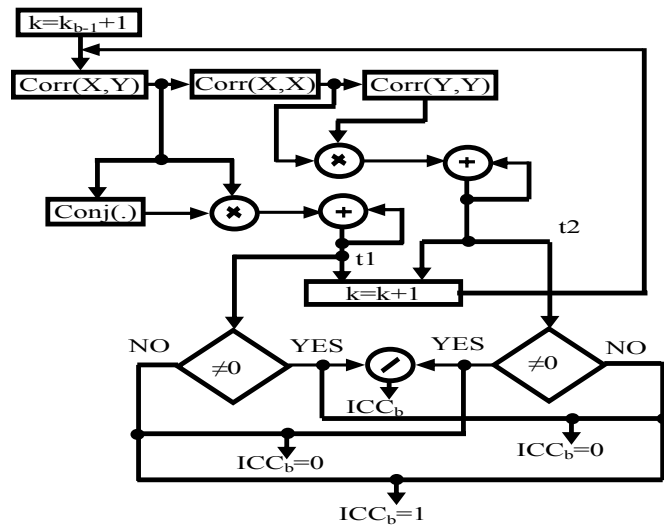 k=k_{b-1}+1
Corr(X,Y)
Corr(X,X)
Corr(Y,Y)
×
+
Conj(.)
×
+
t1
t2
k=k+1
NO
≠0
YES
/
YES
≠0
NO
ICC_b
ICC_b=0
ICC_b=0
ICC_b=1